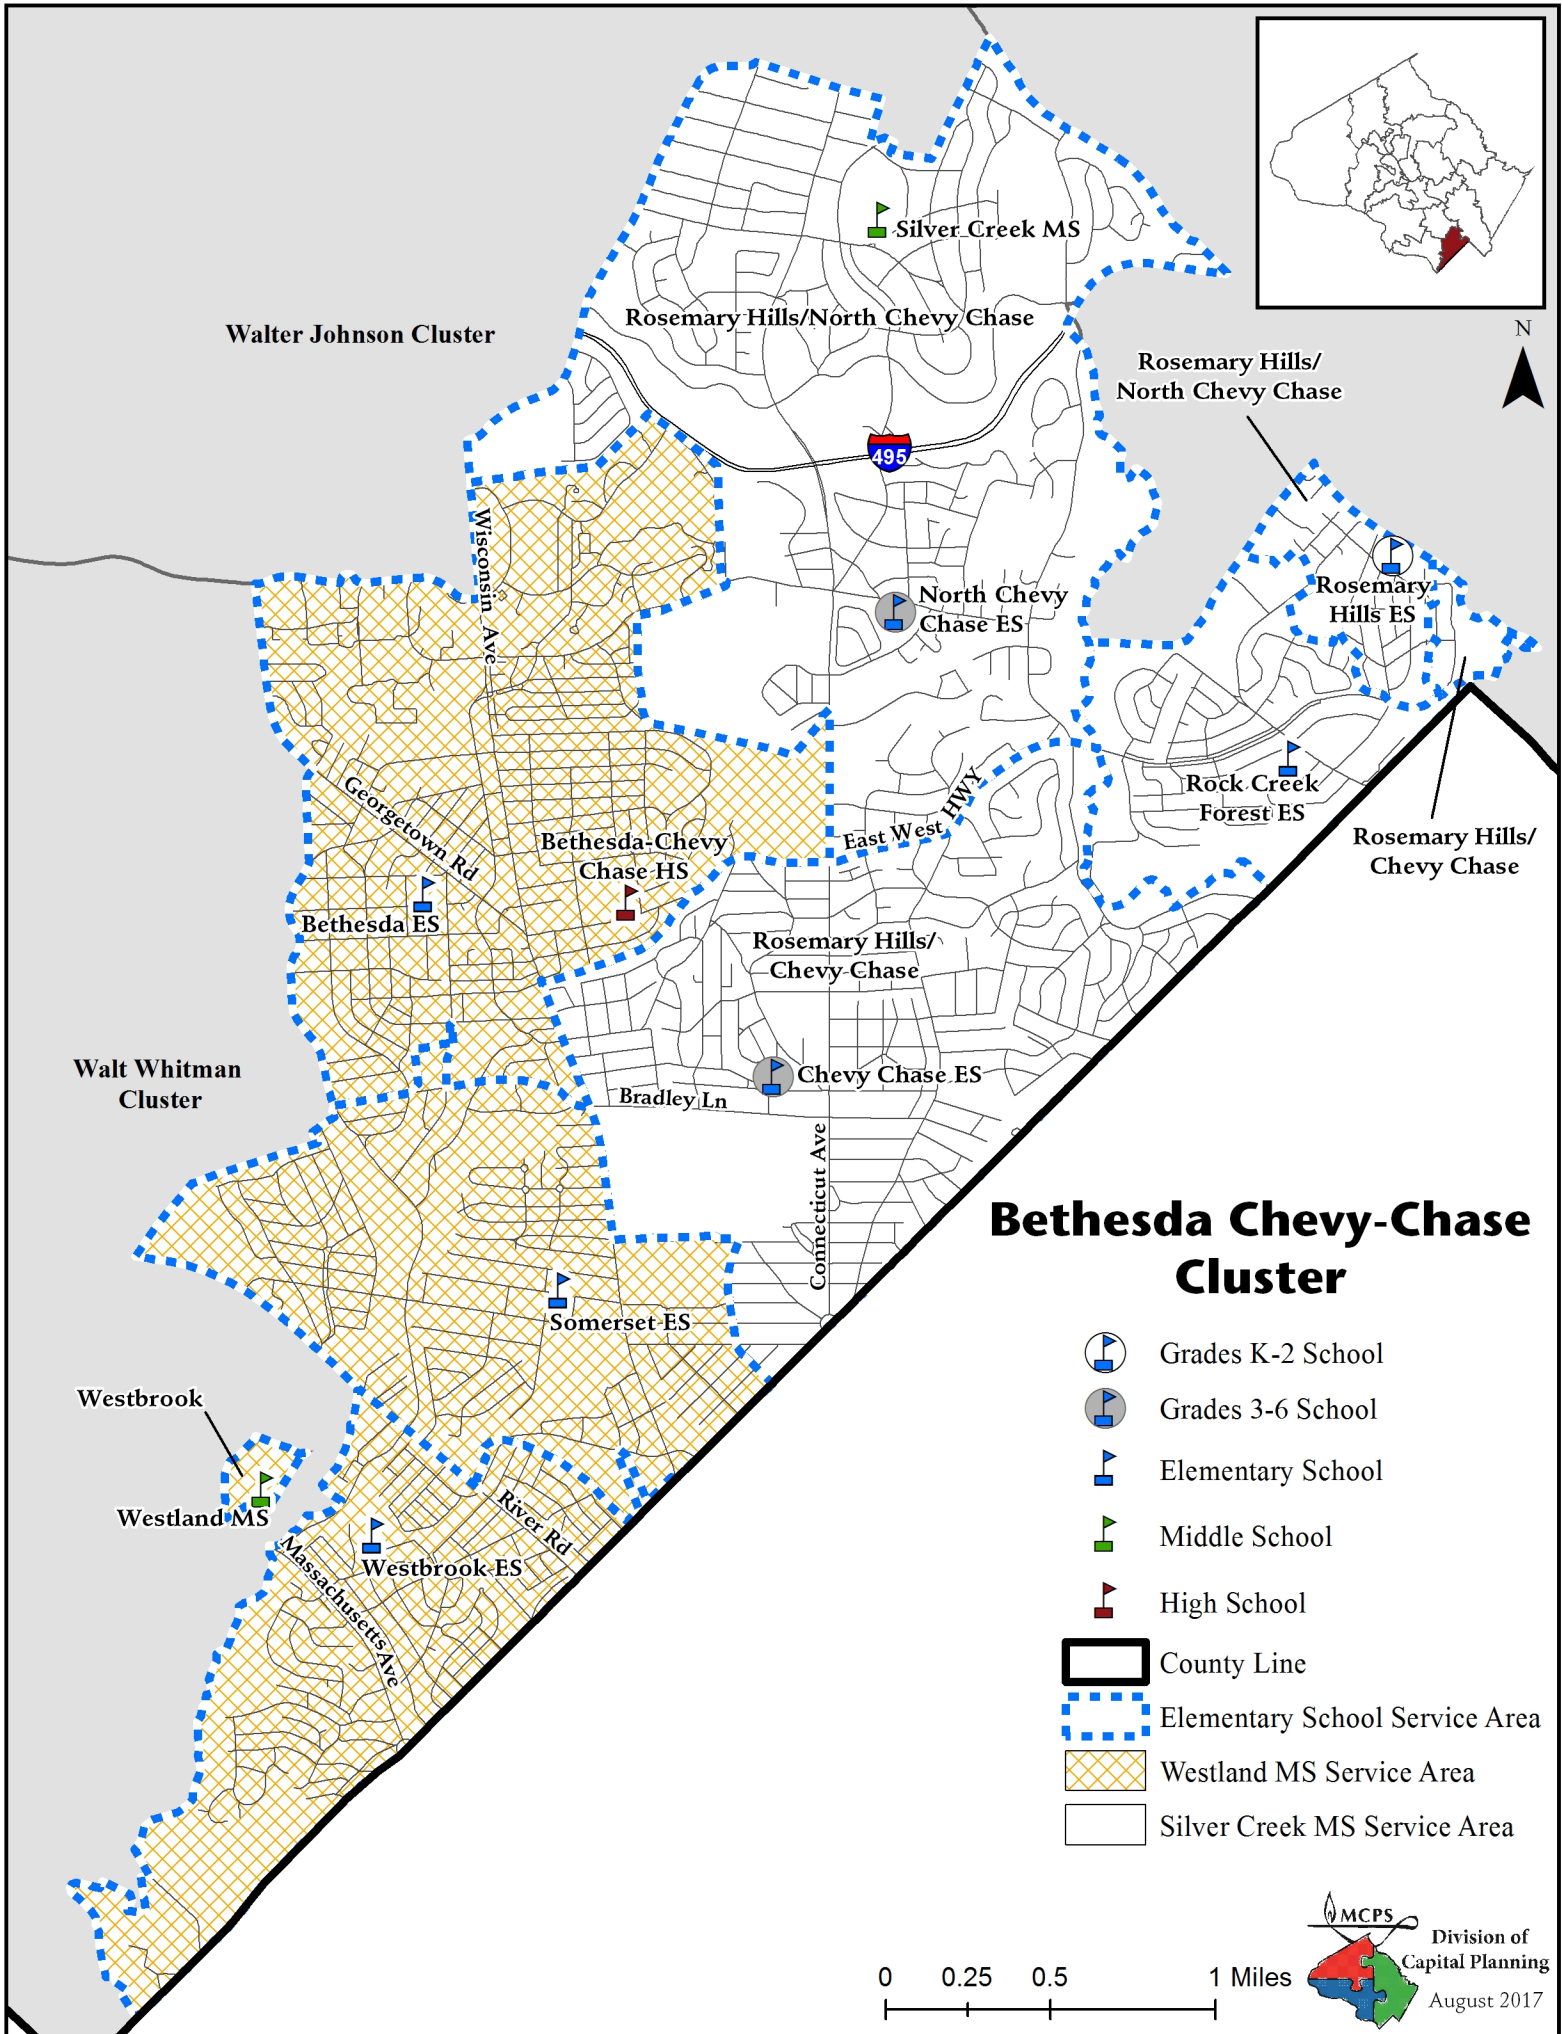 Silver Creek MS
Rosemary Hills/North Chevy Chase
Walter Johnson Cluster
N
Rosemary Hills/
North Chevy Chase
495
Wisconsin Ave
North Chevy
Chase ES
Rosemary
Hills ES
Georgetown Rd
Bethesda-Chevy
Chase HS
East West HWY
Rock Creek
Forest ES
Rosemary Hills/
Chevy Chase
Bethesda ES
Rosemary Hills/
Chevy Chase
Walt Whitman
Cluster
Chevy Chase ES
Bradley Ln
Connecticut Ave
Somerset ES
Westbrook
Westland MS
River Rd
Westbrook ES
Massachusetts Ave
Bethesda Chevy-Chase
Cluster
Grades K-2 School
Grades 3-6 School
Elementary School
Middle School
High School
County Line
Elementary School Service Area
Westland MS Service Area
Silver Creek MS Service Area
0 0.25 0.5 1 Miles
MCPS
Division of
Capital Planning
August 2017